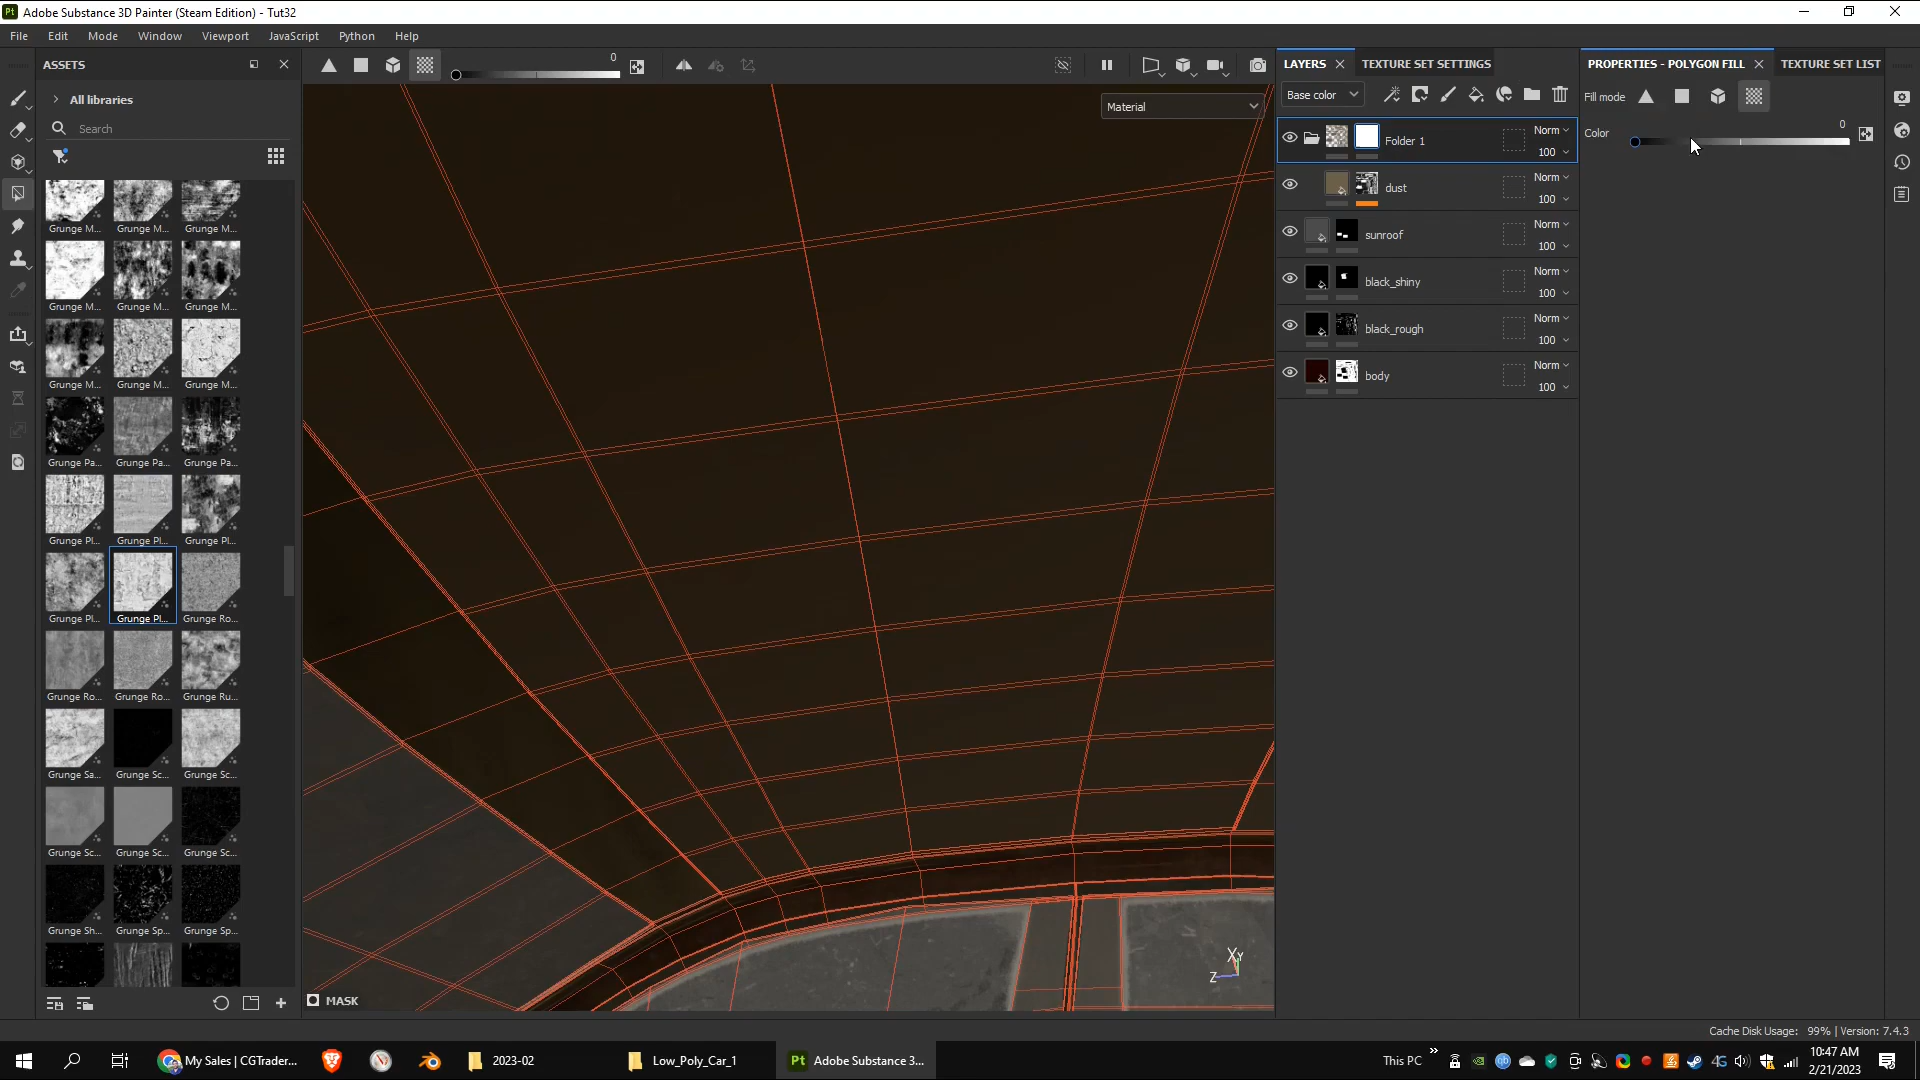 Pt Adobe Substance 3D Painter (Steam Edition) - Tut32
File Edit Mode Window Viewport JavaScript Python Help
ASSETS
All libraries
Search
Grunge M... Grunge M... Grunge M...
Grunge M... Grunge M... Grunge M...
Grunge M... Grunge M... Grunge M...
Grunge Pa... Grunge Pa... Grunge Pa...
Grunge Pl... Grunge Pl... Grunge Pl...
Grunge Pl... Grunge Pl... Grunge Ro...
Grunge Ro... Grunge Ro... Grunge Ru...
Grunge Sa... Grunge Sc... Grunge Sc...
Grunge Sc... Grunge Sc... Grunge Sc...
Grunge Sh... Grunge Sp... Grunge Sp...
0
Material
MASK
X Y
Z
LAYERS TEXTURE SET SETTINGS
Base color
Folder 1 Norm 100
dust Norm 100
sunroof Norm 100
black_shiny Norm 100
black_rough Norm 100
body Norm 100
PROPERTIES - POLYGON FILL TEXTURE SET LIST
Fill mode
Color 0
Cache Disk Usage: 99% | Version: 7.4.3
My Sales | CGTrader... 2023-02 Low_Poly_Car_1 Pt Adobe Substance 3... This PC 4G 10:47 AM
2/21/2023